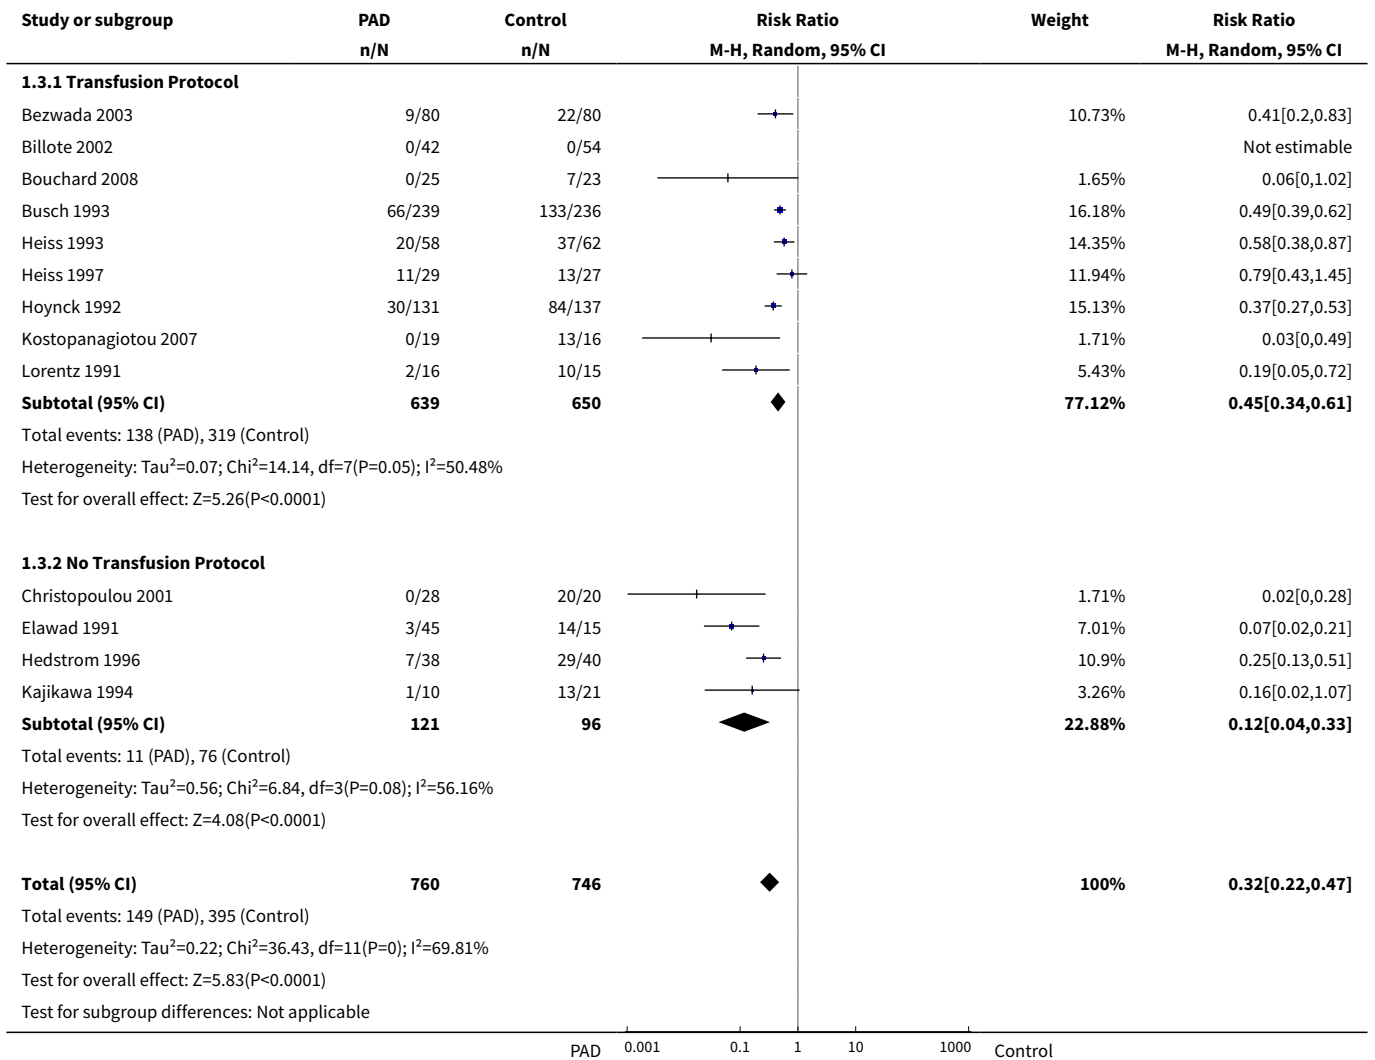 Study or subgroup PAD Control Risk Ratio Weight Risk Ratio
n/N n/N M-H, Random, 95% CI M-H, Random, 95% CI
1.3.1 Transfusion Protocol
Bezwada 2003 9/80 22/80 10.73% 0.41[0.2,0.83]
Billote 2002 0/42 0/54 Not estimable
Bouchard 2008 0/25 7/23 1.65% 0.06[0,1.02]
Busch 1993 66/239 133/236 16.18% 0.49[0.39,0.62]
Heiss 1993 20/58 37/62 14.35% 0.58[0.38,0.87]
Heiss 1997 11/29 13/27 11.94% 0.79[0.43,1.45]
Hoynck 1992 30/131 84/137 15.13% 0.37[0.27,0.53]
Kostopanagiotou 2007 0/19 13/16 1.71% 0.03[0,0.49]
Lorentz 1991 2/16 10/15 5.43% 0.19[0.05,0.72]
Subtotal (95% CI) 639 650 77.12% 0.45[0.34,0.61]
Total events: 138 (PAD), 319 (Control)
Heterogeneity: Tau²=0.07; Chi²=14.14, df=7(P=0.05); I²=50.48%
Test for overall effect: Z=5.26(P<0.0001)
1.3.2 No Transfusion Protocol
Christopoulou 2001 0/28 20/20 1.71% 0.02[0,0.28]
Elawad 1991 3/45 14/15 7.01% 0.07[0.02,0.21]
Hedstrom 1996 7/38 29/40 10.9% 0.25[0.13,0.51]
Kajikawa 1994 1/10 13/21 3.26% 0.16[0.02,1.07]
Subtotal (95% CI) 121 96 22.88% 0.12[0.04,0.33]
Total events: 11 (PAD), 76 (Control)
Heterogeneity: Tau²=0.56; Chi²=6.84, df=3(P=0.08); I²=56.16%
Test for overall effect: Z=4.08(P<0.0001)
Total (95% CI) 760 746 100% 0.32[0.22,0.47]
Total events: 149 (PAD), 395 (Control)
Heterogeneity: Tau²=0.22; Chi²=36.43, df=11(P=0); I²=69.81%
Test for overall effect: Z=5.83(P<0.0001)
Test for subgroup differences: Not applicable
PAD 0.001 0.1 1 10 1000 Control